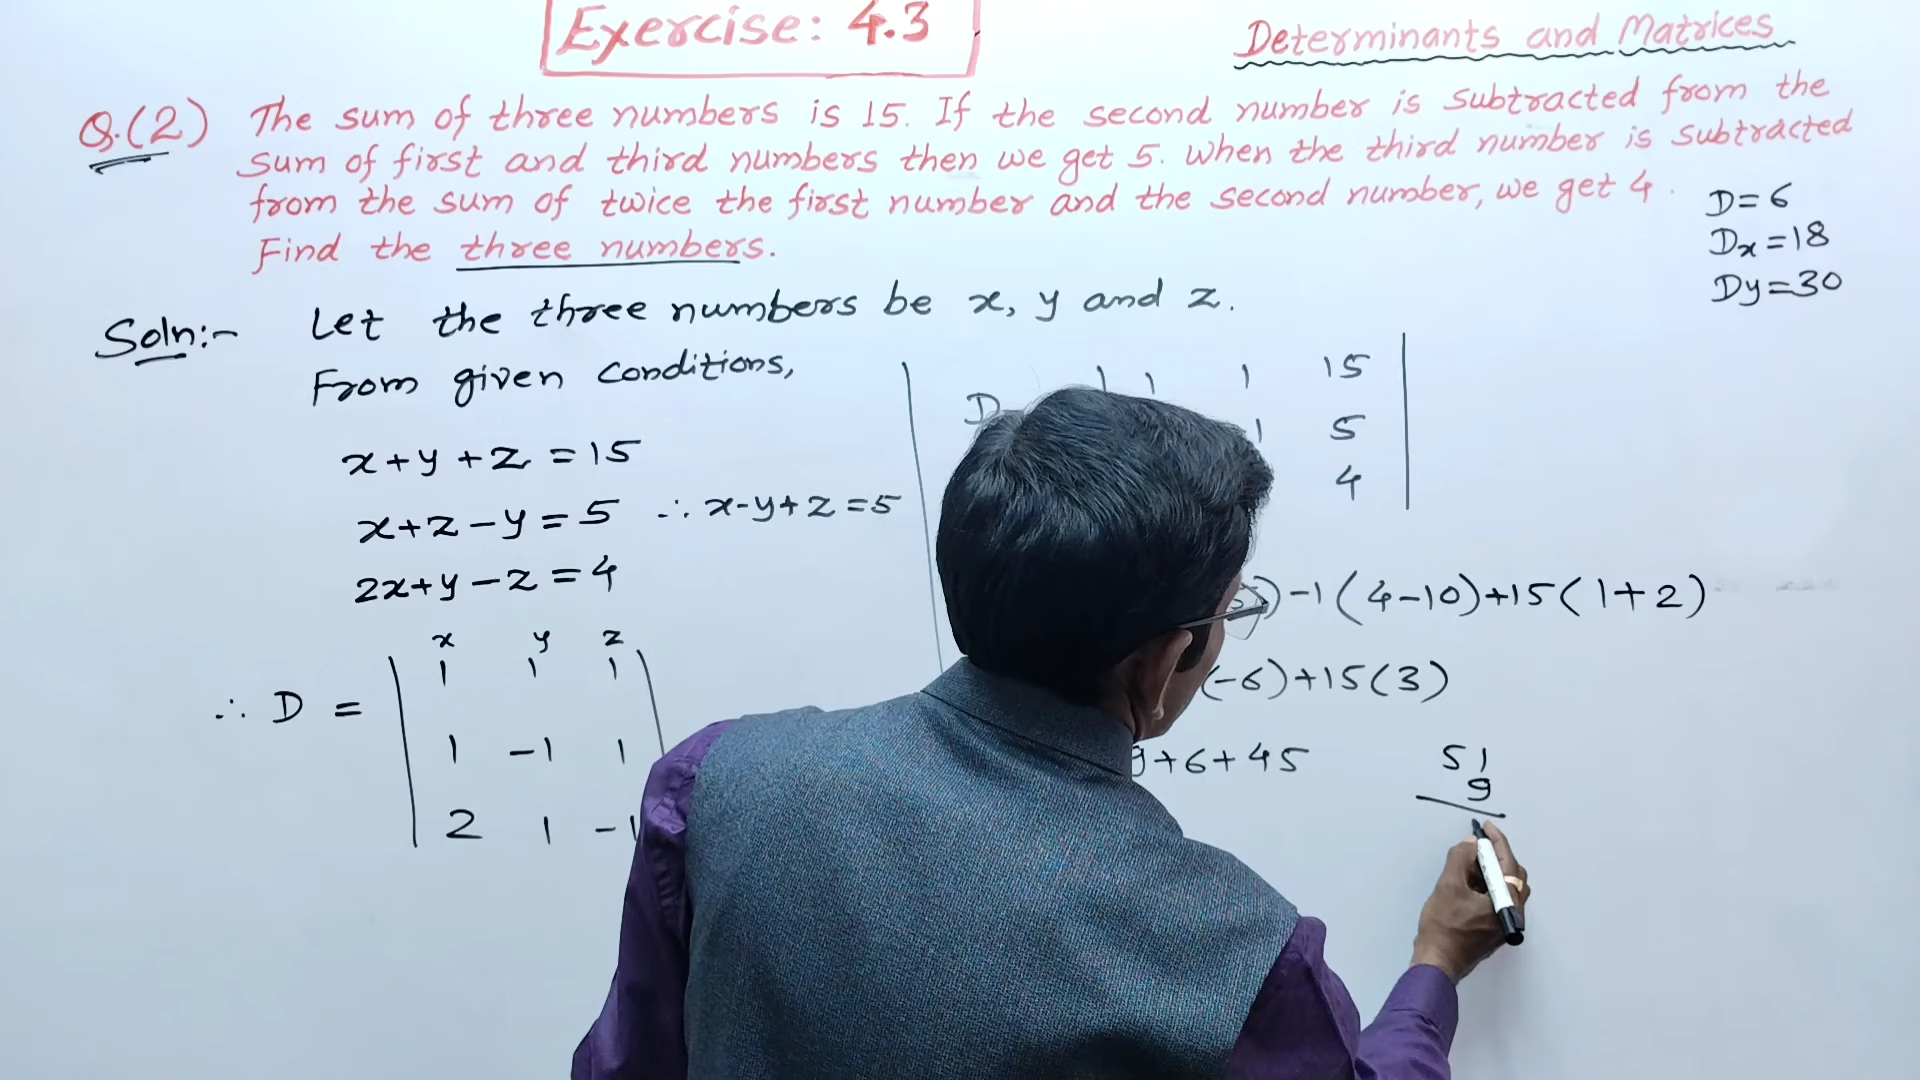 Exercise: 4.3
Determinants and Matrices
Q.(2) The sum of three numbers is 15. If the second number is subtracted from the
sum of first and third numbers then we get 5. When the third number is subtracted
from the sum of twice the first number and the second number, we get 4.
Find the three numbers.
D=6
Dx=18
Dy=30
Soln:- Let the three numbers be x, y and z.
From given conditions,
x+y+z=15
x+z-y=5 ∴ x-y+z=5
2x+y-z=4
x y z
∴ D = | 1 1 1 |
1 -1 1
2 1 -1
D 1 1 15
1 5
4
)-1(4-10)+15(1+2)
(-6)+15(3)
9+6+45
51
9